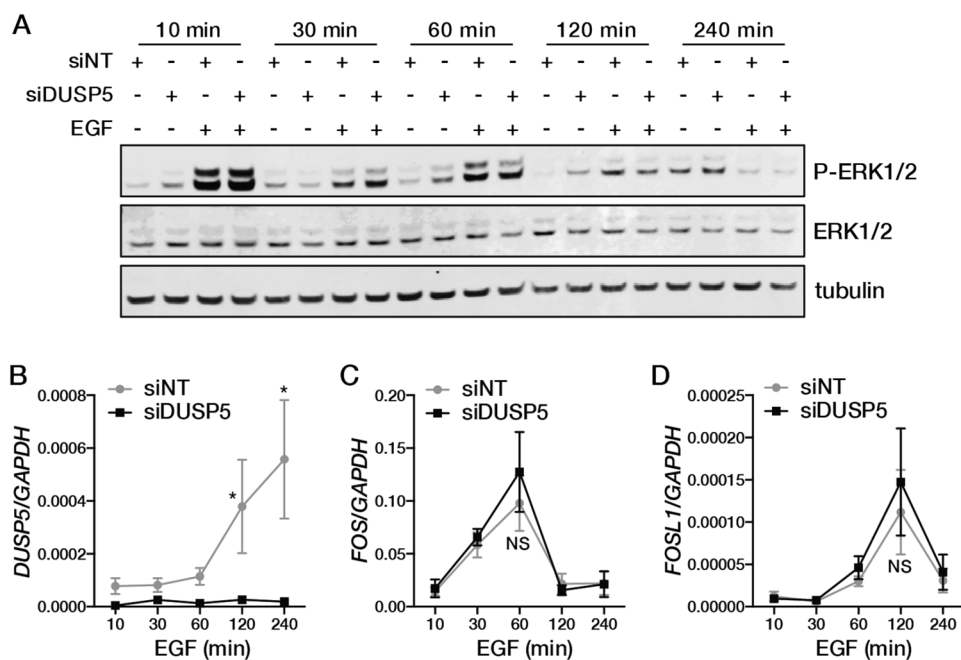 A
10 min 30 min 60 min 120 min 240 min
siNT + - + - + - + - + - + - + - + - + - + -
siDUSP5 - + - + - + - + - + - + - + - + - + - +
EGF - - + + - - + + - - + + - - + + - - + +
P-ERK1/2
ERK1/2
tubulin
B
siNT
siDUSP5
DUSP5/GAPDH
0.0008
0.0006
0.0004
0.0002
0.0000
*
*
10 30 60 120 240
EGF (min)
C
siNT
siDUSP5
FOS/GAPDH
0.20
0.15
0.10
0.05
0.00
NS
10 30 60 120 240
EGF (min)
D
siNT
siDUSP5
FOSL1/GAPDH
0.00025
0.00020
0.00015
0.00010
0.00005
0.00000
NS
10 30 60 120 240
EGF (min)